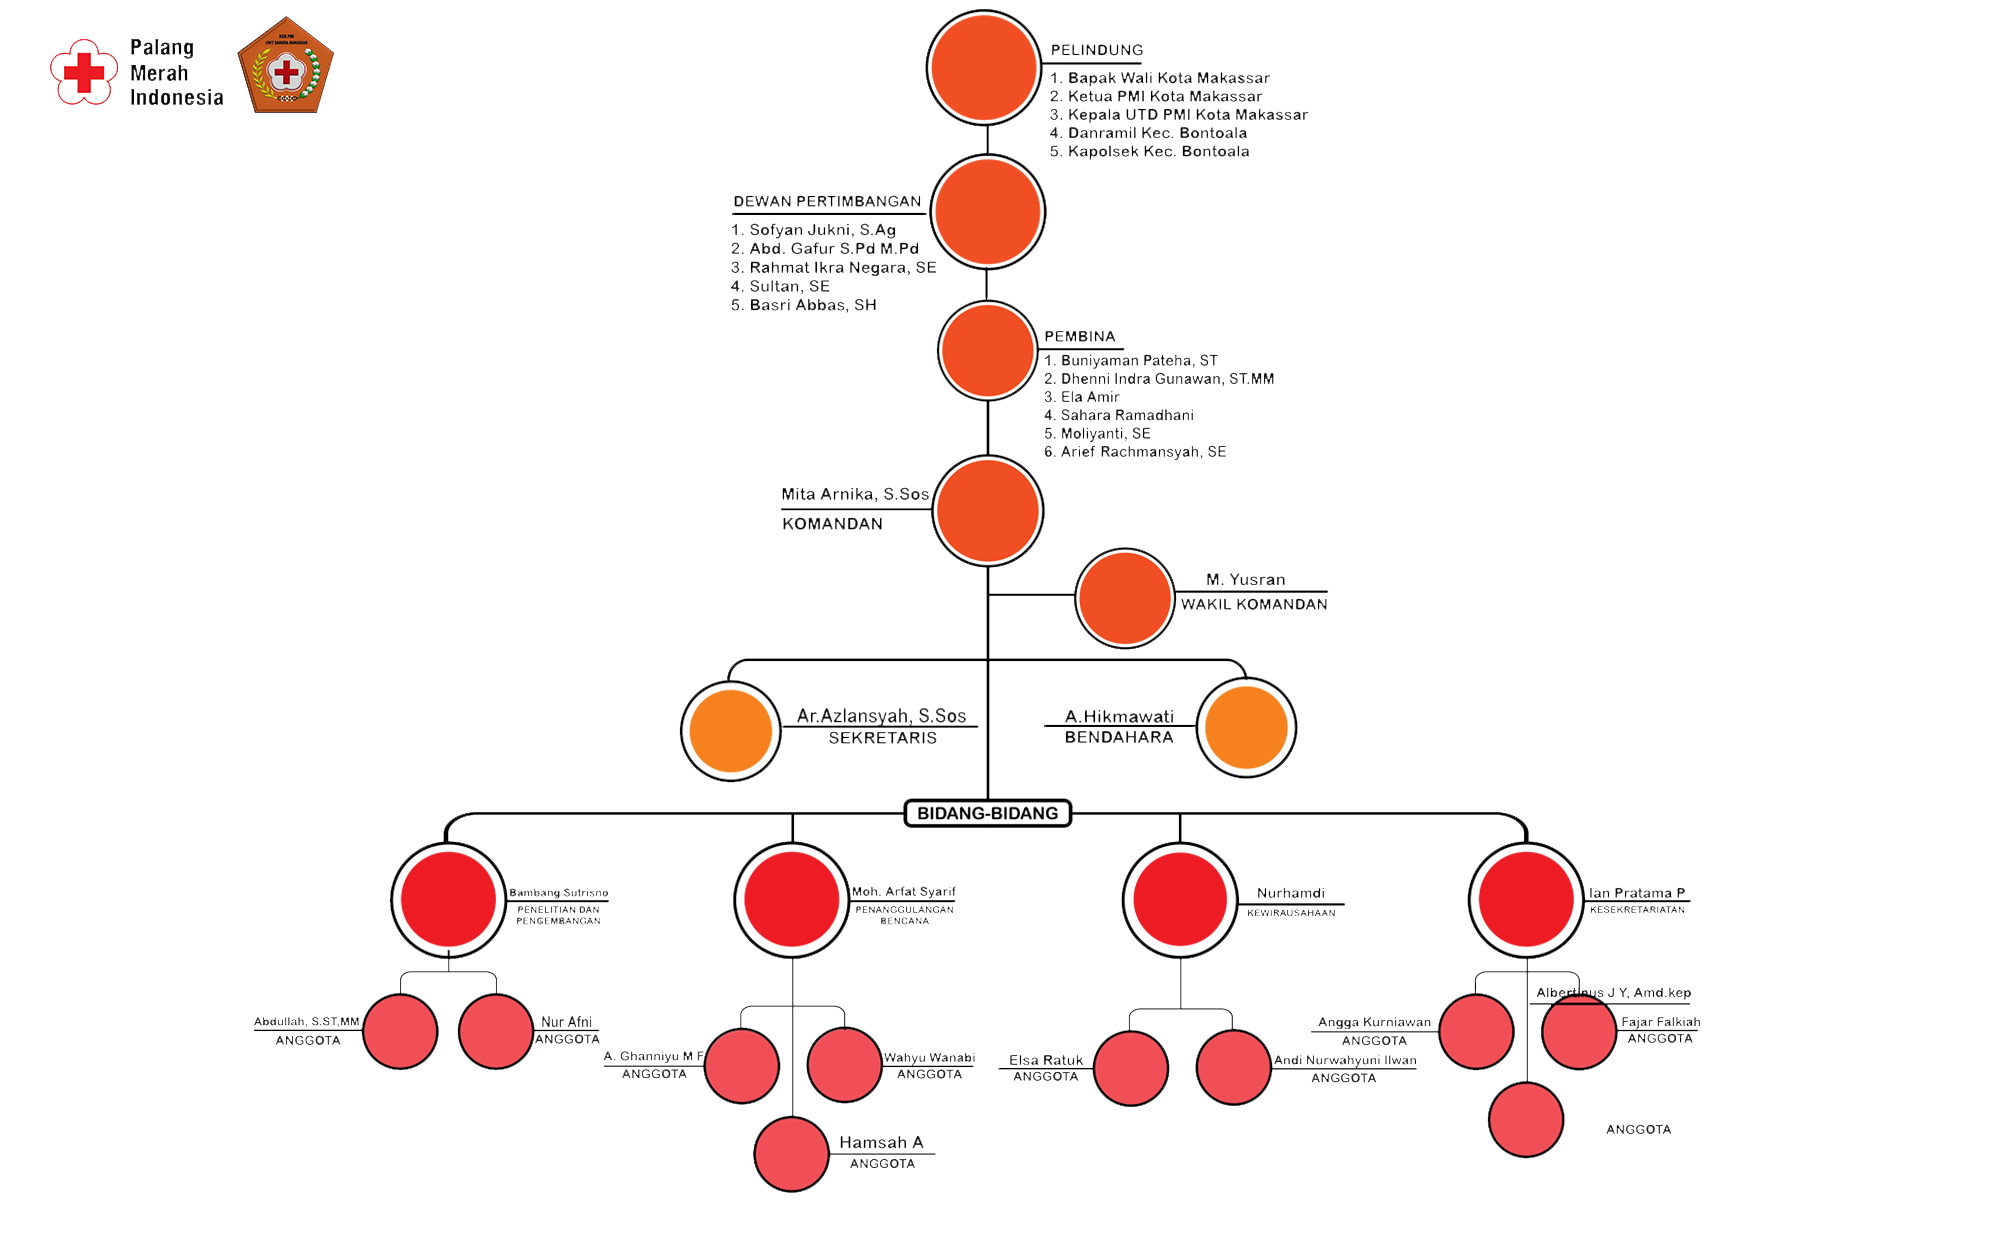 Palang
Merah
Indonesia
KSR PMI
UNIT SANGKA MAKASSAR
PELINDUNG
1. Bapak Wali Kota Makassar
2. Ketua PMI Kota Makassar
3. Kepala UTD PMI Kota Makassar
4. Danramil Kec. Bontoala
5. Kapolsek Kec. Bontoala
DEWAN PERTIMBANGAN
1. Sofyan Jukni, S.Ag
2. Abd. Gafur S.Pd M.Pd
3. Rahmat Ikra Negara, SE
4. Sultan, SE
5. Basri Abbas, SH
PEMBINA
1. Buniyaman Pateha, ST
2. Dhenni Indra Gunawan, ST.MM
3. Ela Amir
4. Sahara Ramadhani
5. Moliyanti, SE
6. Arief Rachmansyah, SE
Mita Arnika, S.Sos
KOMANDAN
M. Yusran
WAKIL KOMANDAN
Ar.Azlansyah, S.Sos
SEKRETARIS
A.Hikmawati
BENDAHARA
BIDANG-BIDANG
Bambang Sutrisno
PENELITIAN DAN
PENGEMBANGAN
Moh. Arfat Syarif
PENANGGULANGAN
BENCANA
Nurhamdi
KEWIRAUSAHAAN
Ian Pratama P
KESEKRETARIATAN
Abdullah, S.ST,MM
ANGGOTA
Nur Afni
ANGGOTA
A. Ghanniyu M F
ANGGOTA
Wahyu Wanabi
ANGGOTA
Hamsah A
ANGGOTA
Elsa Ratuk
ANGGOTA
Andi Nurwahyuni Ilwan
ANGGOTA
Albertinus J Y, Amd.kep
Angga Kurniawan
ANGGOTA
Fajar Falkiah
ANGGOTA
ANGGOTA